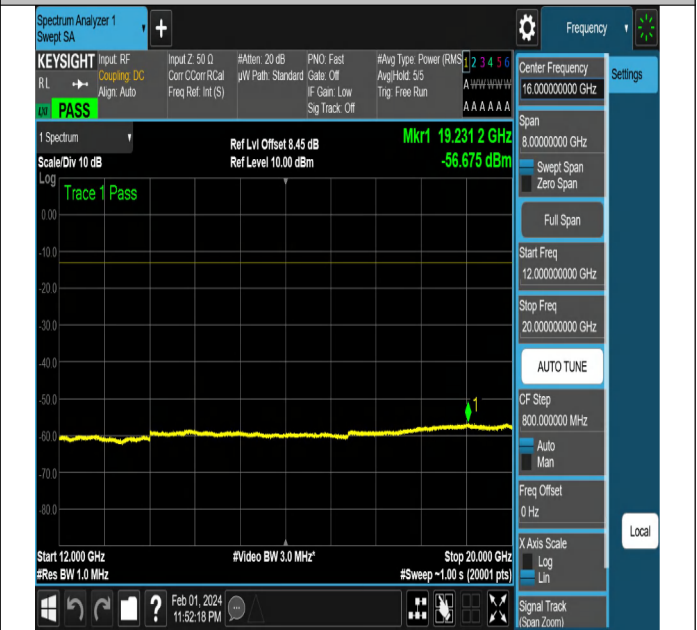 Spectrum Analyzer 1
Swept SA
Frequency
KEYSIGHT
RL
PASS
Input: RF
Coupling: DC
Align: Auto
Input Z: 50 Ω
Corr CCorr RCal
Freq Ref: Int (S)
#Atten: 20 dB
µW Path: Standard
PNO: Fast
Gate: Off
IF Gain: Low
Sig Track: Off
#Avg Type: Power (RMS)
Avg|Hold: 5/5
Trig: Free Run
1 2 3 4 5 6
A W W W W W
A A A A A A
1 Spectrum
Scale/Div 10 dB
Log
Ref Lvl Offset 8.45 dB
Ref Level 10.00 dBm
Mkr1 19.231 2 GHz
-56.675 dBm
Trace 1 Pass
0.00
-10.0
-20.0
-30.0
-40.0
-50.0
-60.0
-70.0
-80.0
1
Start 12.000 GHz
#Res BW 1.0 MHz
#Video BW 3.0 MHz*
Stop 20.000 GHz
#Sweep ~1.00 s (20001 pts)
Center Frequency
16.000000000 GHz
Settings
Span
8.00000000 GHz
Swept Span
Zero Span
Full Span
Start Freq
12.000000000 GHz
Stop Freq
20.000000000 GHz
AUTO TUNE
CF Step
800.000000 MHz
Auto
Man
Freq Offset
0 Hz
X Axis Scale
Log
Lin
Local
Signal Track
(Span Zoom)
?
Feb 01, 2024
11:52:18 PM